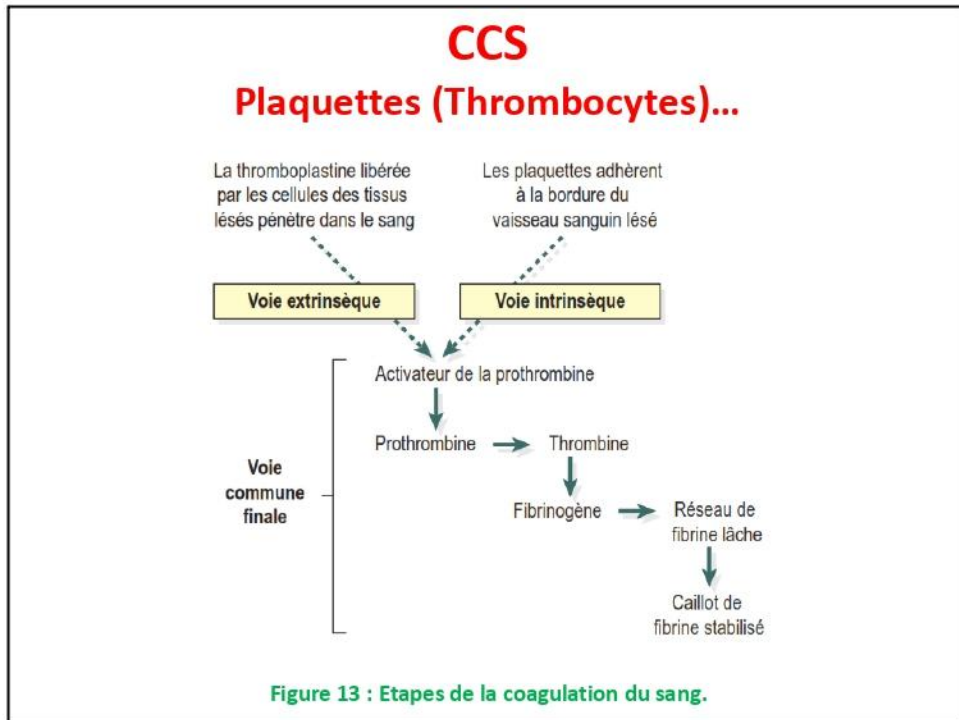 CCS
Plaquettes (Thrombocytes)...
La thromboplastine libérée
par les cellules des tissus
lésés pénètre dans le sang
Les plaquettes adhèrent
à la bordure du
vaisseau sanguin lésé
Voie extrinsèque
Voie intrinsèque
Activateur de la prothrombine
Prothrombine
Thrombine
Voie
commune
finale
Fibrinogène
Réseau de
fibrine lâche
Caillot de
fibrine stabilisé
Figure 13 : Etapes de la coagulation du sang.